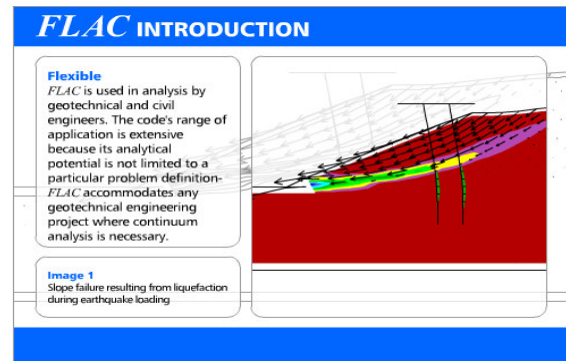 FLAC INTRODUCTION
Flexible
FLAC is used in analysis by
geotechnical and civil
engineers. The code's range of
application is extensive
because its analytical
potential is not limited to a
particular problem definition-
FLAC accommodates any
geotechnical engineering
project where continuum
analysis is necessary.
Image 1
Slope failure resulting from liquefaction
during earthquake loading